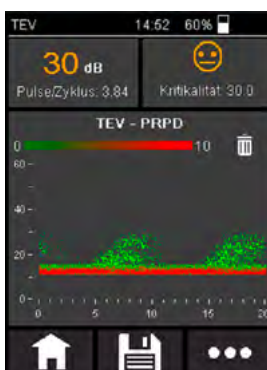 TEV 14:52 60%
30 dB
Pulse/Zyklus: 3.84
Kritikalität: 30.0
TEV - PRPD
0 10
60
40
20
0
0 5 10 15 20